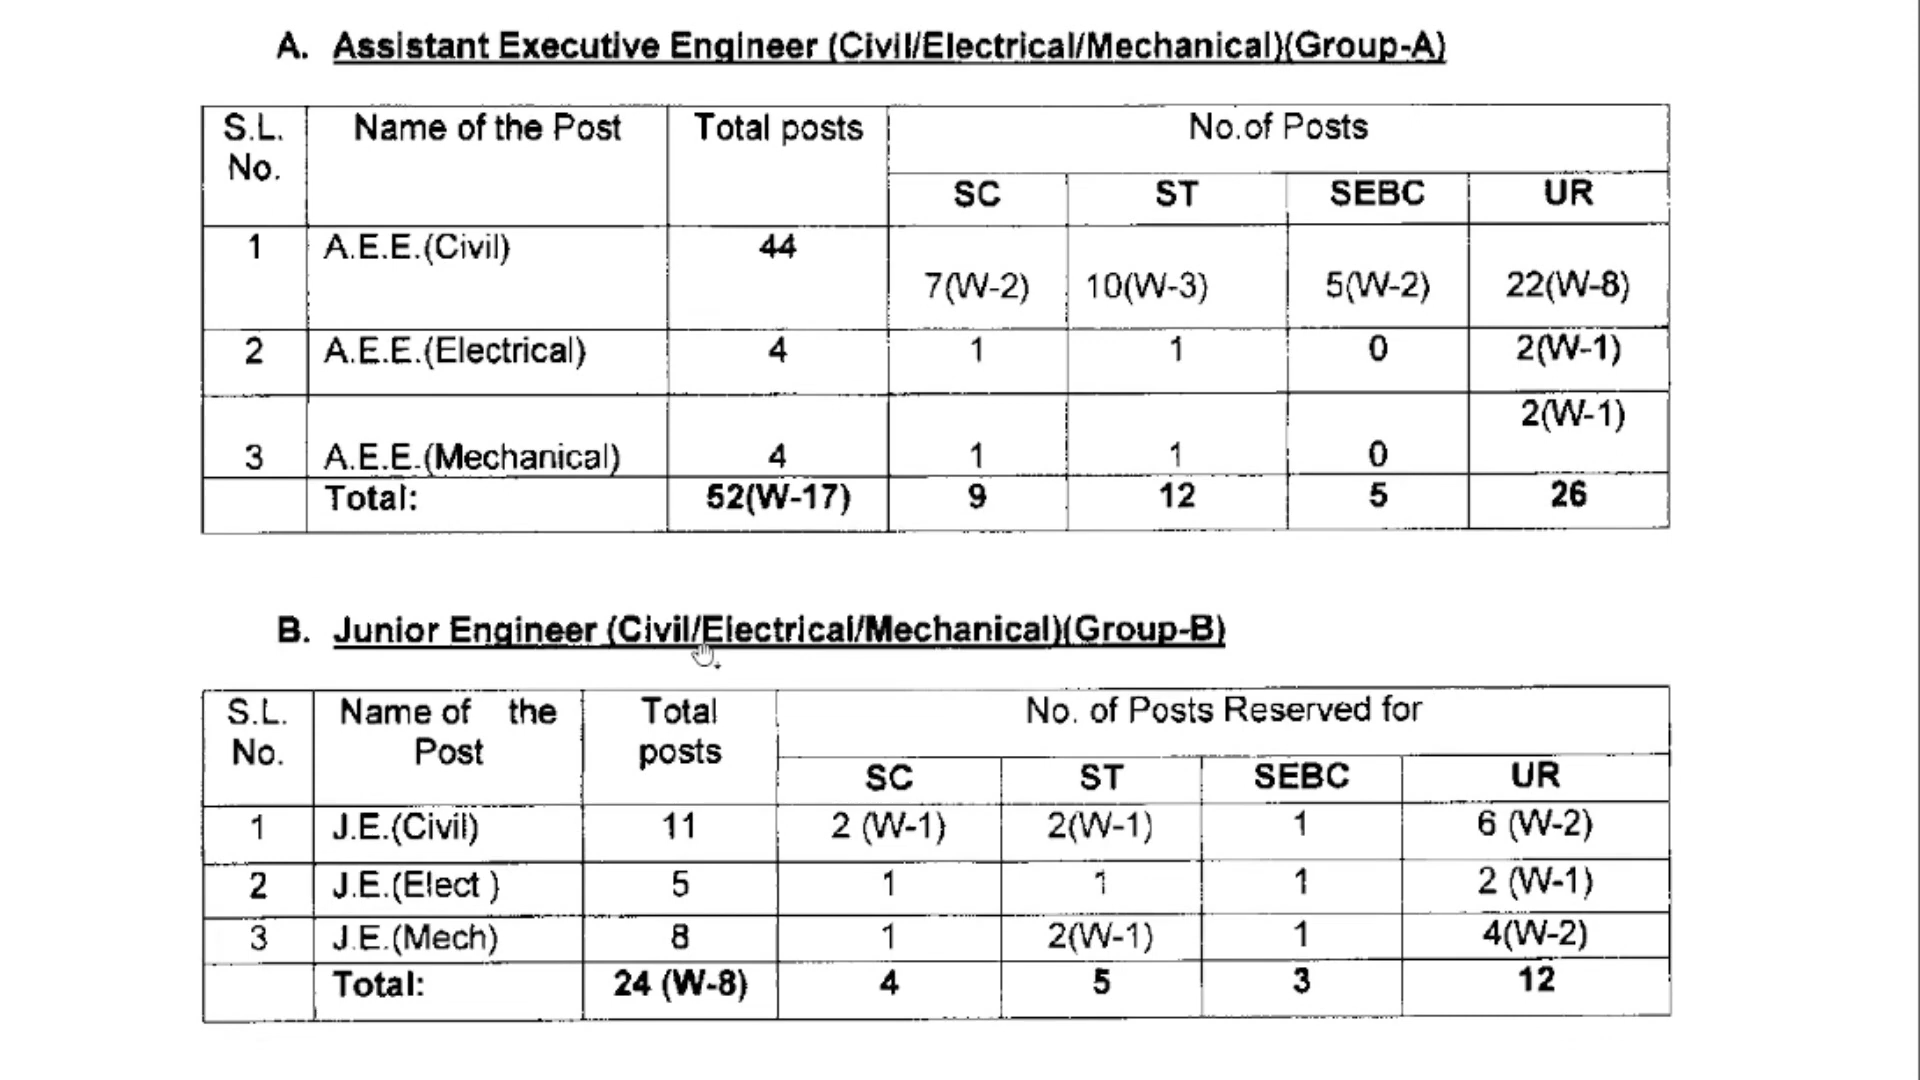 A. Assistant Executive Engineer (Civil/Electrical/Mechanical)(Group-A)
S.L. No. Name of the Post Total posts No.of Posts
SC ST SEBC UR
1 A.E.E.(Civil) 44 7(W-2) 10(W-3) 5(W-2) 22(W-8)
2 A.E.E.(Electrical) 4 1 1 0 2(W-1)
3 A.E.E.(Mechanical) 4 1 1 0 2(W-1)
Total: 52(W-17) 9 12 5 26
B. Junior Engineer (Civil/Electrical/Mechanical)(Group-B)
S.L. No. Name of the Post Total posts No. of Posts Reserved for
SC ST SEBC UR
1 J.E.(Civil) 11 2 (W-1) 2(W-1) 1 6 (W-2)
2 J.E.(Elect ) 5 1 1 1 2 (W-1)
3 J.E.(Mech) 8 1 2(W-1) 1 4(W-2)
Total: 24 (W-8) 4 5 3 12